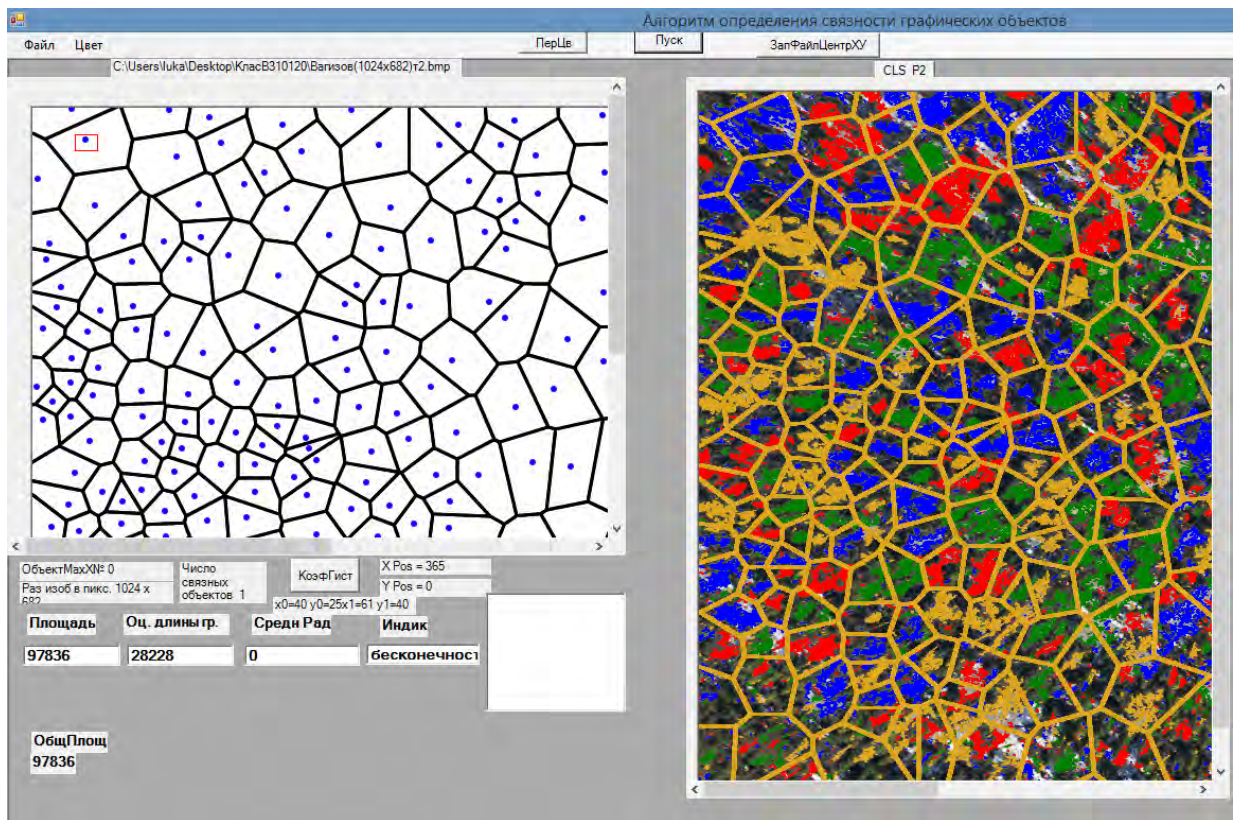 Алгоритм определения связности графических объектов
Файл Цвет ПерЦв Пуск ЗапФайлЦентрXY
C:\Users\luka\Desktop\КласВ310120\Вагизов(1024x682)т2.bmp
CLS P2
ОбъектMaxX№ 0
Раз изоб в пикс. 1024 x
682
Число
связных
объектов 1
КоэфГист
X Pos = 365
Y Pos = 0
x0=40 y0=25x1=61 y1=40
Площадь Оц. длины гр. Средн Рад Индик
97836 28228 0 бесконечност
ОбщПлощ
97836